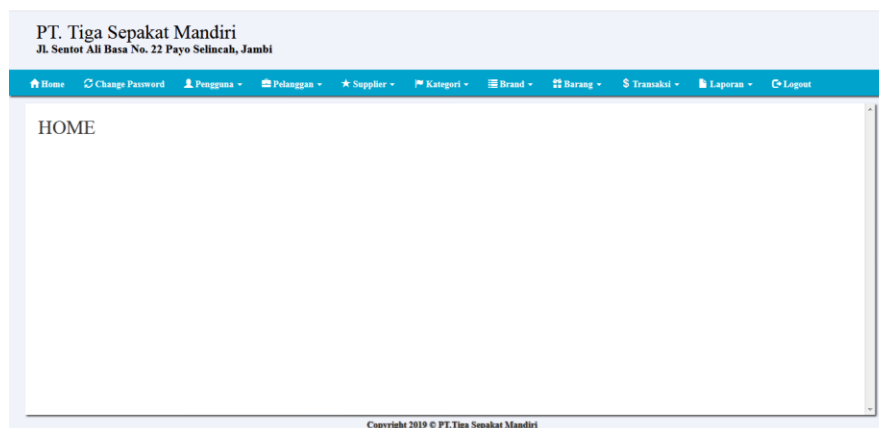 PT. Tiga Sepakat Mandiri
Jl. Sentot Ali Basa No. 22 Payo Selincah, Jambi
Home Change Password Pengguna Pelanggan Supplier Kategori Brand Barang $ Transaksi Laporan Logout
HOME
Copyright 2019 © PT.Tiga Sepakat Mandiri